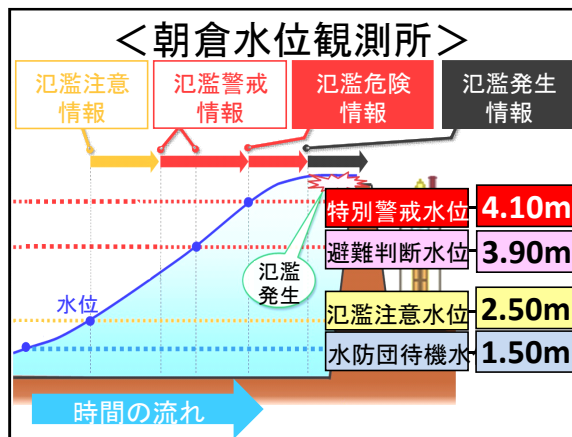 ＜朝倉水位観測所＞
氾濫注意
情報
氾濫警戒
情報
氾濫危険
情報
氾濫発生
情報
特別警戒水位
4.10m
避難判断水位
3.90m
氾濫
発生
水位
氾濫注意水位
2.50m
水防団待機水
1.50m
時間の流れ